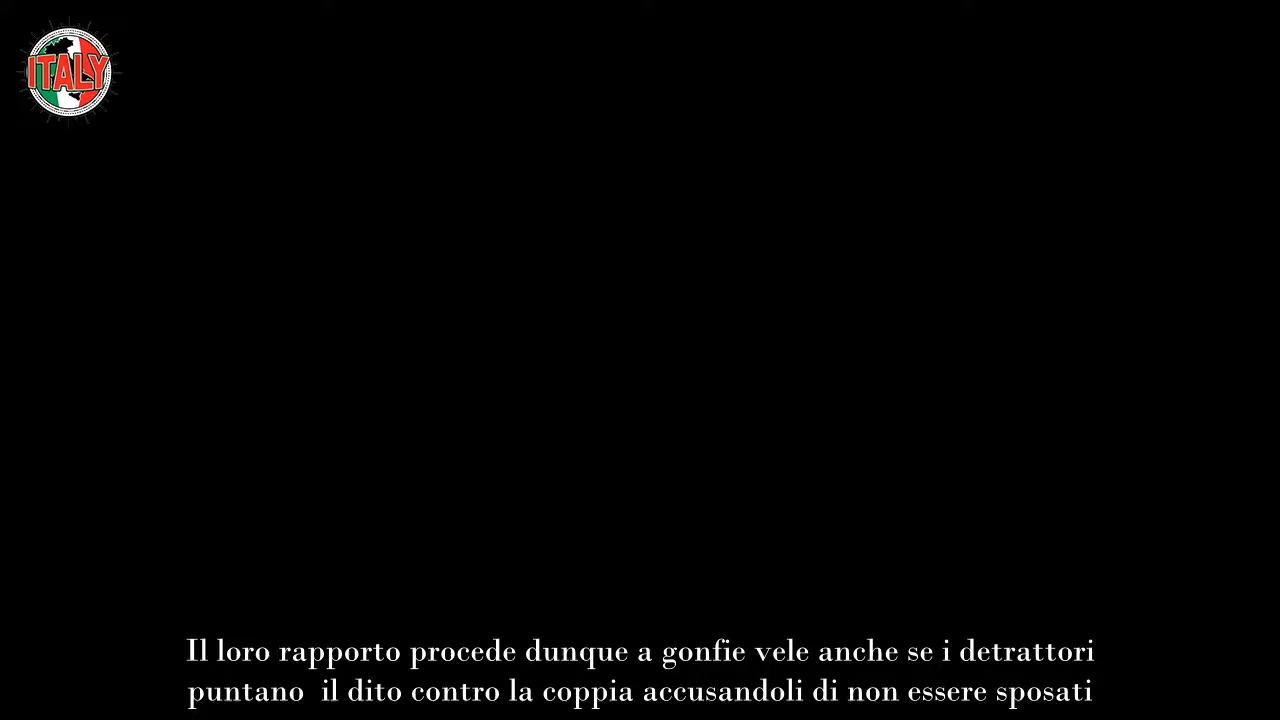 ITALY
Il loro rapporto procede dunque a gonfie vele anche se i detrattori
puntano  il dito contro la coppia accusandoli di non essere sposati